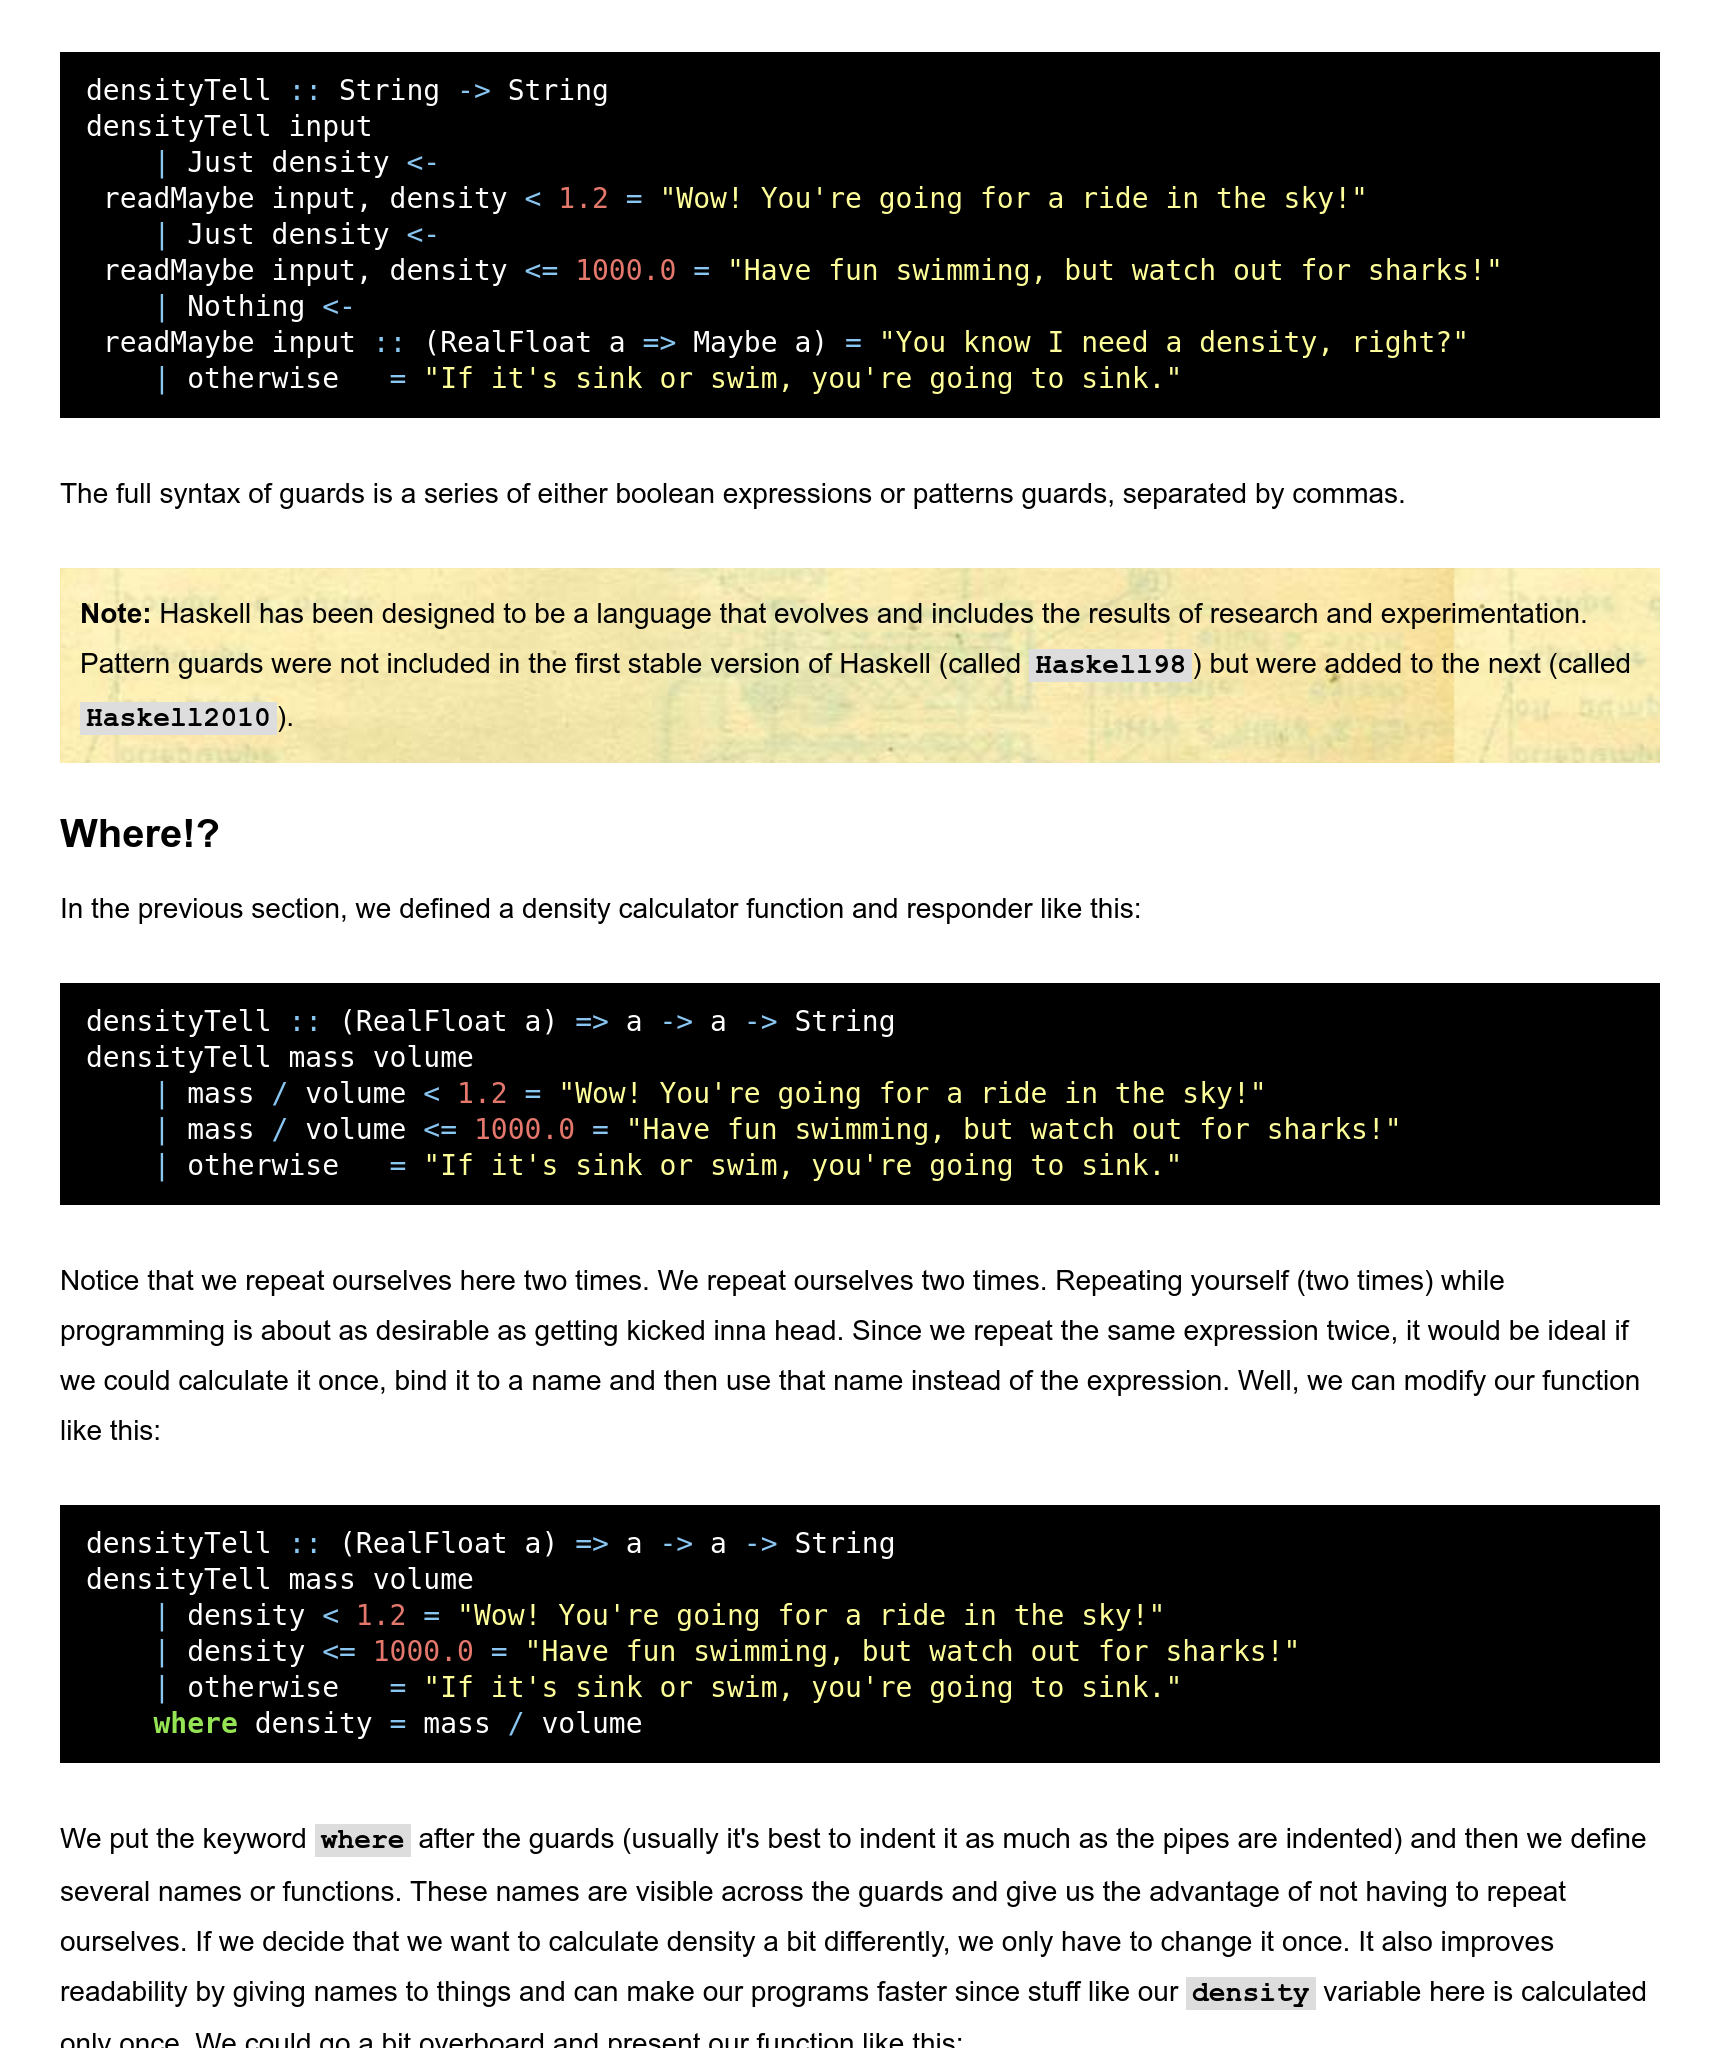 densityTell :: String -> String
densityTell input
    | Just density <-
 readMaybe input, density < 1.2 = "Wow! You're going for a ride in the sky!"
    | Just density <-
 readMaybe input, density <= 1000.0 = "Have fun swimming, but watch out for sharks!"
    | Nothing <-
 readMaybe input :: (RealFloat a => Maybe a) = "You know I need a density, right?"
    | otherwise   = "If it's sink or swim, you're going to sink."
The full syntax of guards is a series of either boolean expressions or patterns guards, separated by commas.
Note: Haskell has been designed to be a language that evolves and includes the results of research and experimentation.
Pattern guards were not included in the first stable version of Haskell (called Haskell98) but were added to the next (called
Haskell2010).
Where!?
In the previous section, we defined a density calculator function and responder like this:
densityTell :: (RealFloat a) => a -> a -> String
densityTell mass volume
    | mass / volume < 1.2 = "Wow! You're going for a ride in the sky!"
    | mass / volume <= 1000.0 = "Have fun swimming, but watch out for sharks!"
    | otherwise   = "If it's sink or swim, you're going to sink."
Notice that we repeat ourselves here two times. We repeat ourselves two times. Repeating yourself (two times) while
programming is about as desirable as getting kicked inna head. Since we repeat the same expression twice, it would be ideal if
we could calculate it once, bind it to a name and then use that name instead of the expression. Well, we can modify our function
like this:
densityTell :: (RealFloat a) => a -> a -> String
densityTell mass volume
    | density < 1.2 = "Wow! You're going for a ride in the sky!"
    | density <= 1000.0 = "Have fun swimming, but watch out for sharks!"
    | otherwise   = "If it's sink or swim, you're going to sink."
    where density = mass / volume
We put the keyword where after the guards (usually it's best to indent it as much as the pipes are indented) and then we define
several names or functions. These names are visible across the guards and give us the advantage of not having to repeat
ourselves. If we decide that we want to calculate density a bit differently, we only have to change it once. It also improves
readability by giving names to things and can make our programs faster since stuff like our density variable here is calculated
only once. We could go a bit overboard and present our function like this: